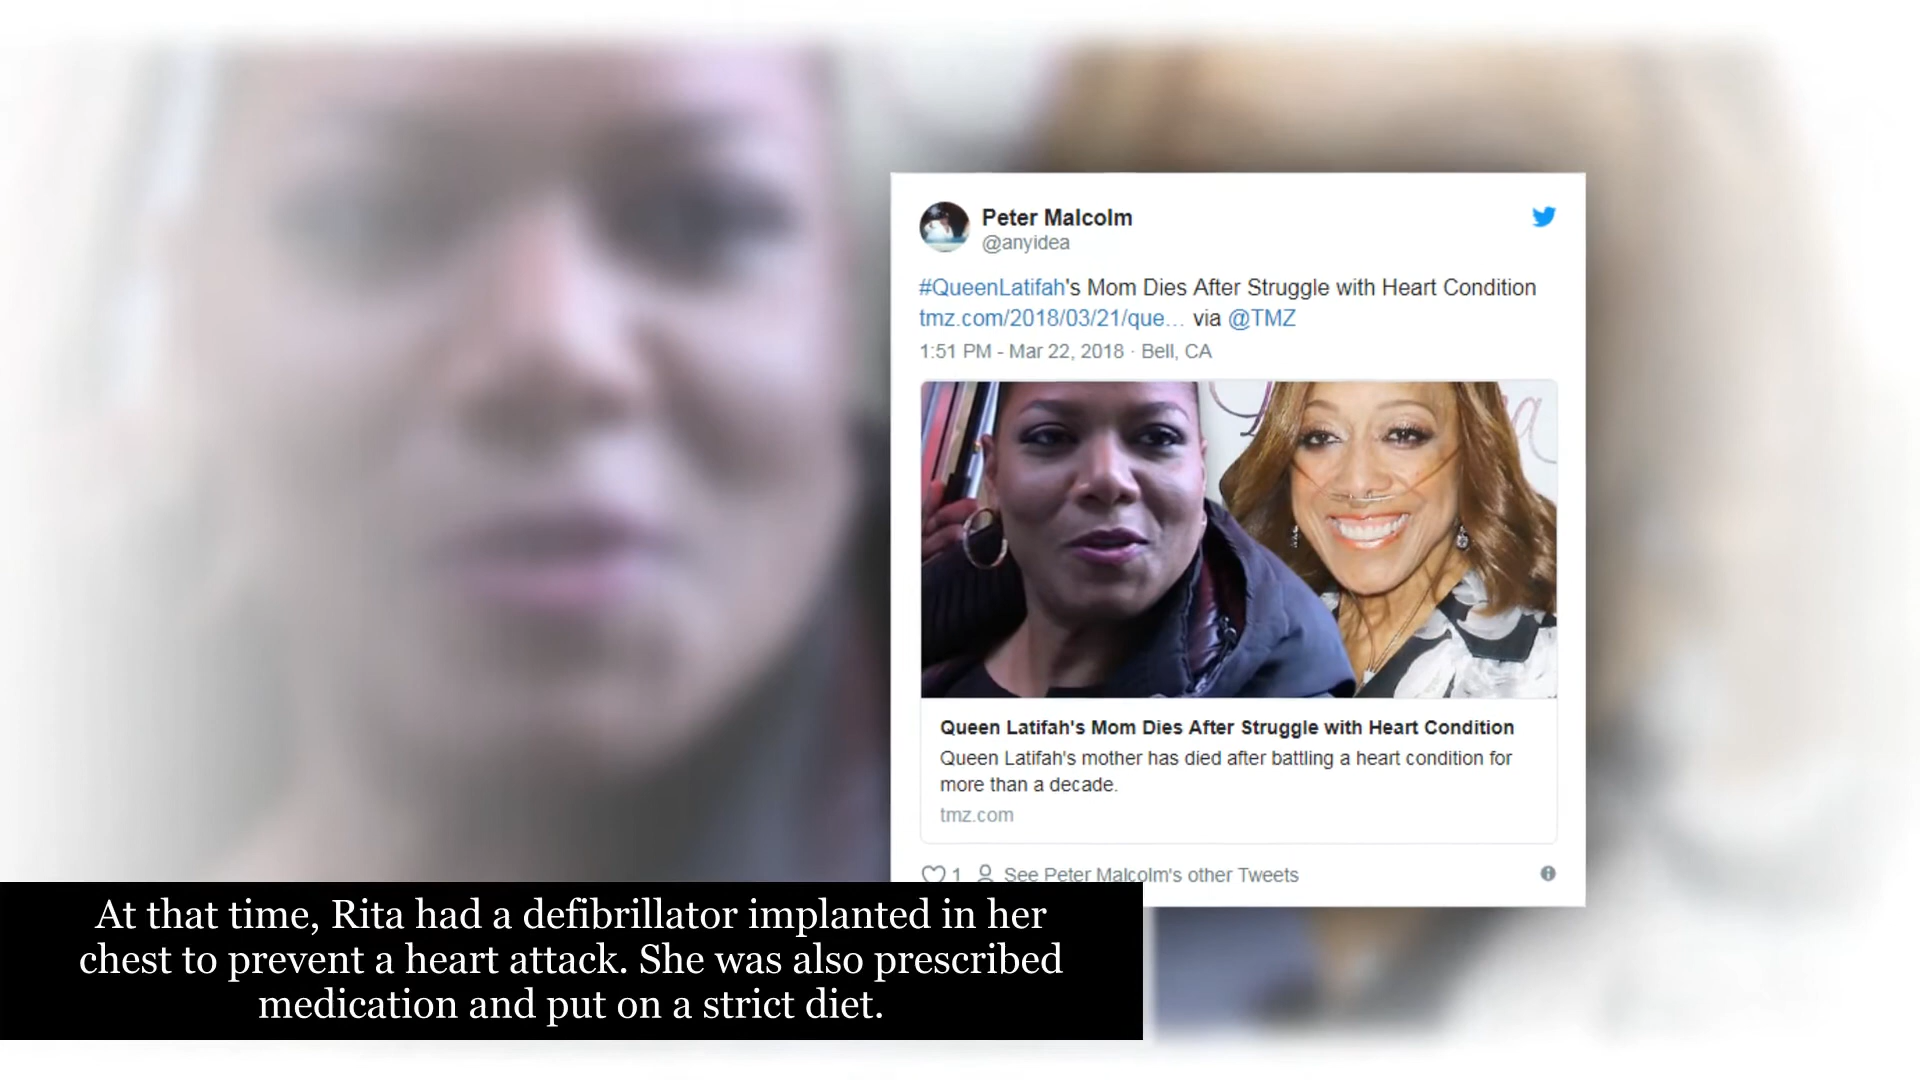 Peter Malcolm
@anyidea
#QueenLatifah's Mom Dies After Struggle with Heart Condition
tmz.com/2018/03/21/que... via @TMZ
1:51 PM - Mar 22, 2018 · Bell, CA
Queen Latifah's Mom Dies After Struggle with Heart Condition
Queen Latifah's mother has died after battling a heart condition for
more than a decade.
tmz.com
1 See Peter Malcolm's other Tweets
At that time, Rita had a defibrillator implanted in her
chest to prevent a heart attack. She was also prescribed
medication and put on a strict diet.